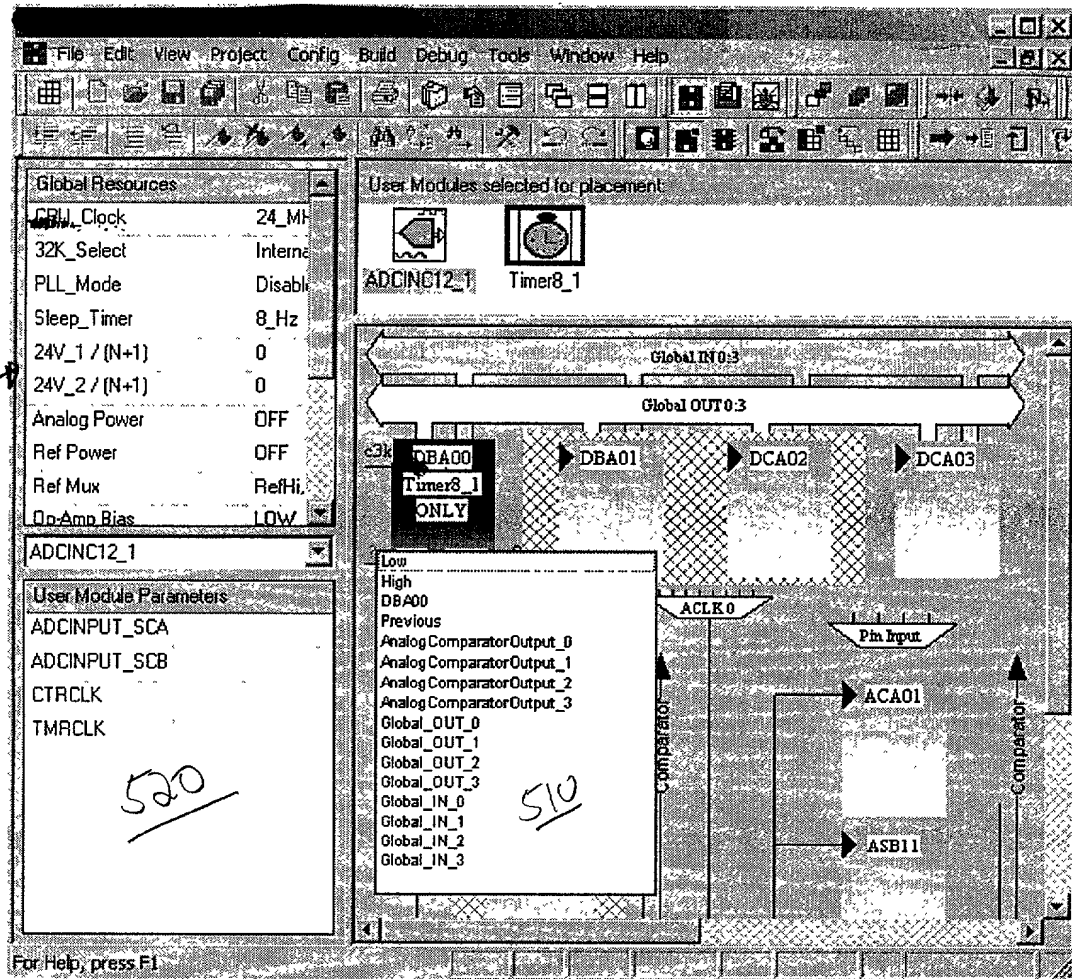 File Edit View Project Config Build Debug Tools Window Help
Global Resources
CPU_Clock 24_MH
32K_Select Interna
PLL_Mode Disabl
Sleep_Timer 8_Hz
24V_1 / (N+1) 0
24V_2 / (N+1) 0
Analog Power OFF
Ref Power OFF
Ref Mux RefHi,
Op-Amp Bias LOW
ADCINC12_1
User Module Parameters
ADCINPUT_SCA
ADCINPUT_SCB
CTRCLK
TMRCLK
520
User Modules selected for placement:
ADCINC12_1 Timer8_1
Global IN 0:3
Global OUT 0:3
c3k DBA00 DBA01 DCA02 DCA03
Timer8_1
ONLY
Low
High
DBA00
Previous
AnalogComparatorOutput_0
AnalogComparatorOutput_1
AnalogComparatorOutput_2
AnalogComparatorOutput_3
Global_OUT_0
Global_OUT_1
Global_OUT_2
Global_OUT_3
Global_IN_0
Global_IN_1
Global_IN_2
Global_IN_3
510
ACLK 0
Pin Input
Comparator
ACA01
Comparator
ASB11
For Help, press F1